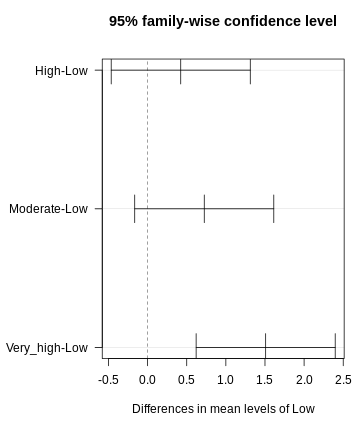 95% family-wise confidence level
High-Low
Moderate-Low
Very_high-Low
-0.5 0.0 0.5 1.0 1.5 2.0 2.5
Differences in mean levels of Low